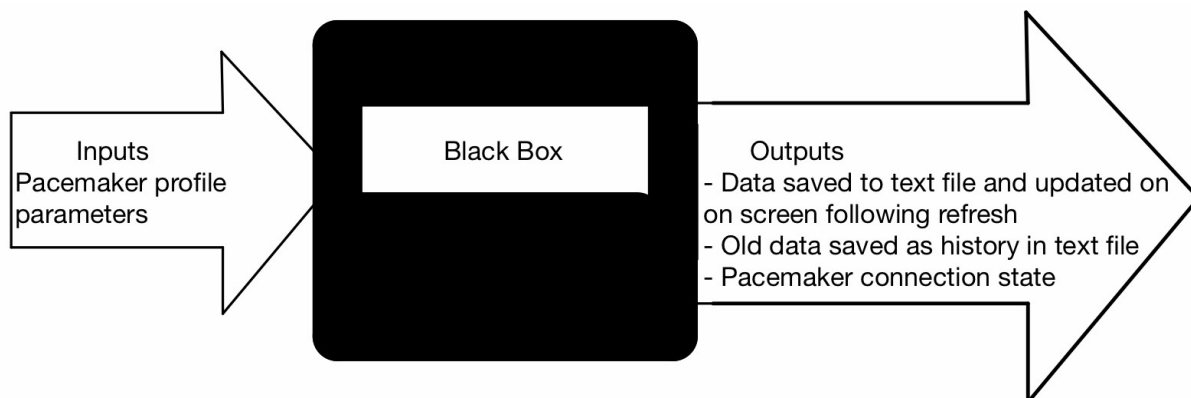 Inputs
Pacemaker profile
parameters
Black Box
Outputs
- Data saved to text file and updated on
on screen following refresh
- Old data saved as history in text file
- Pacemaker connection state